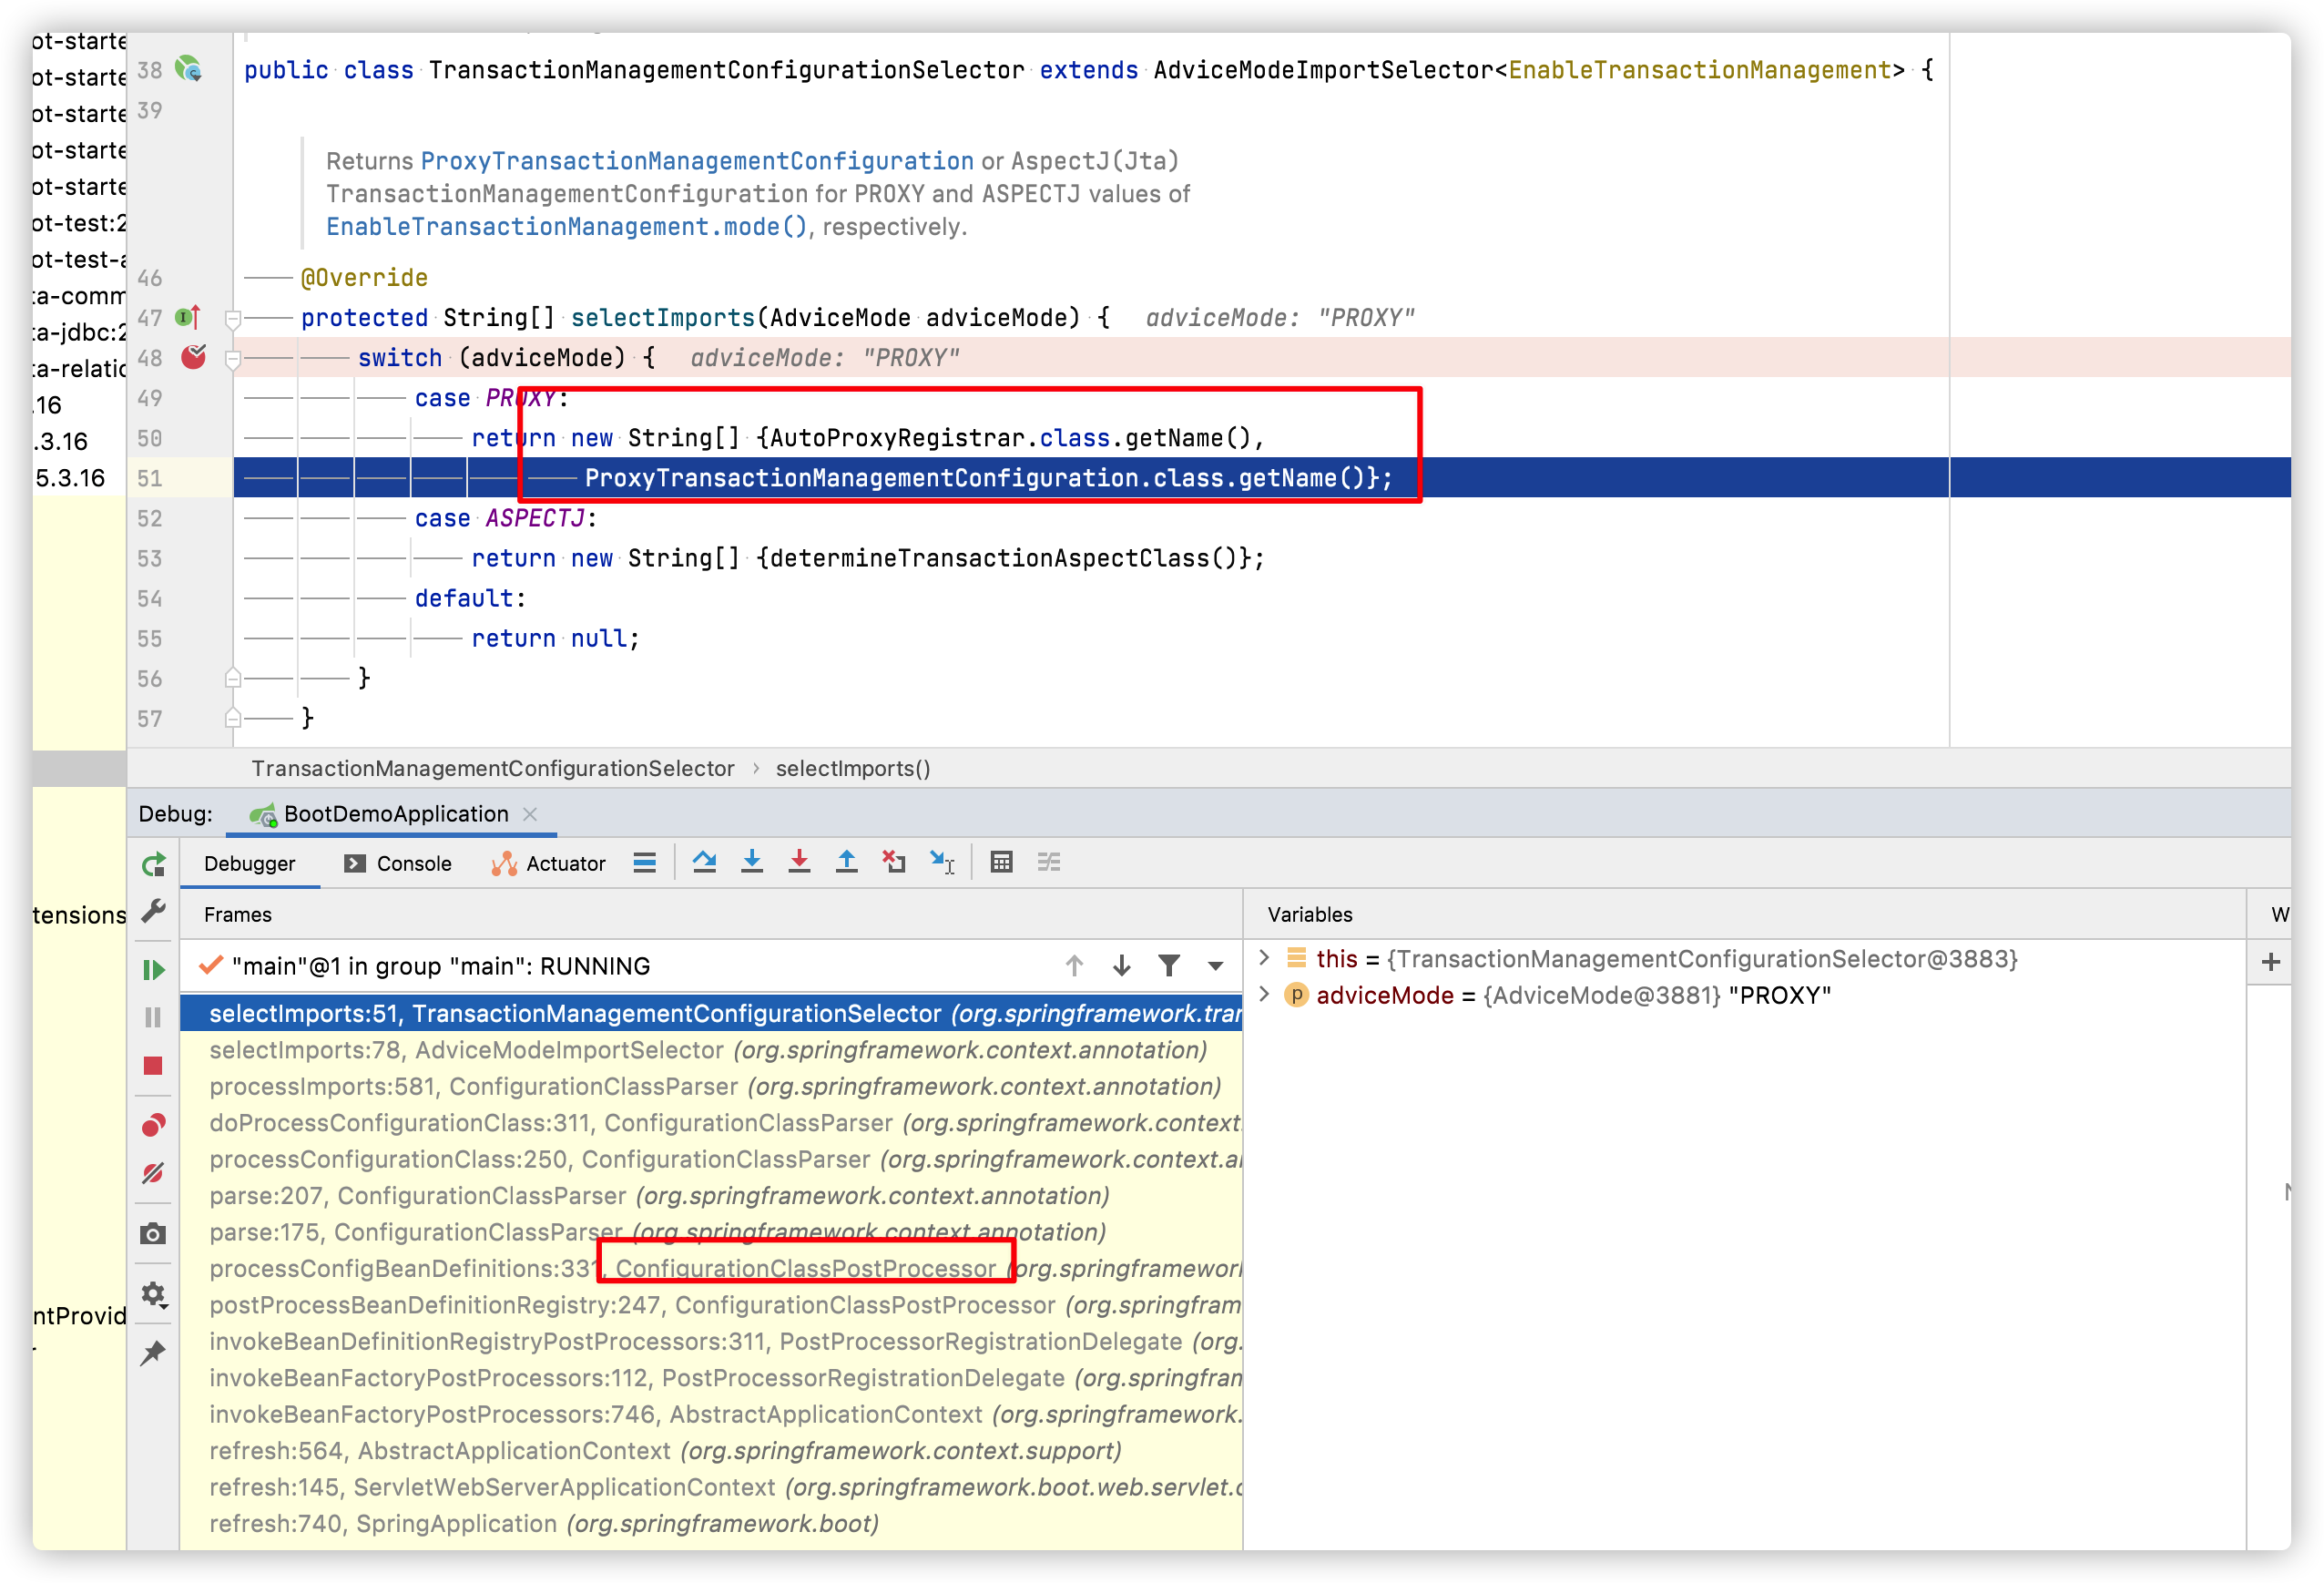 ot-starte
ot-starte
ot-starte
ot-starte
ot-starte
ot-test:2
ot-test-a
ta-comm
ta-jdbc:2
ta-relatio
.16
.3.16
5.3.16
tensions
ntProvid
38 public class TransactionManagementConfigurationSelector extends AdviceModeImportSelector<EnableTransactionManagement> {
39
Returns ProxyTransactionManagementConfiguration or AspectJ(Jta)
TransactionManagementConfiguration for PROXY and ASPECTJ values of
EnableTransactionManagement.mode(), respectively.
46 @Override
47 protected String[] selectImports(AdviceMode adviceMode) { adviceMode: "PROXY"
48 switch (adviceMode) { adviceMode: "PROXY"
49 case PROXY:
50 return new String[] {AutoProxyRegistrar.class.getName(),
51 ProxyTransactionManagementConfiguration.class.getName()};
52 case ASPECTJ:
53 return new String[] {determineTransactionAspectClass()};
54 default:
55 return null;
56 }
57 }
TransactionManagementConfigurationSelector › selectImports()
Debug: BootDemoApplication
Debugger Console Actuator
Frames
"main"@1 in group "main": RUNNING
selectImports:51, TransactionManagementConfigurationSelector (org.springframework.tran
selectImports:78, AdviceModeImportSelector (org.springframework.context.annotation)
processImports:581, ConfigurationClassParser (org.springframework.context.annotation)
doProcessConfigurationClass:311, ConfigurationClassParser (org.springframework.context.
processConfigurationClass:250, ConfigurationClassParser (org.springframework.context.a
parse:207, ConfigurationClassParser (org.springframework.context.annotation)
parse:175, ConfigurationClassParser (org.springframework.context.annotation)
processConfigBeanDefinitions:331, ConfigurationClassPostProcessor (org.springframework
postProcessBeanDefinitionRegistry:247, ConfigurationClassPostProcessor (org.springfram
invokeBeanDefinitionRegistryPostProcessors:311, PostProcessorRegistrationDelegate (org.
invokeBeanFactoryPostProcessors:112, PostProcessorRegistrationDelegate (org.springfran
invokeBeanFactoryPostProcessors:746, AbstractApplicationContext (org.springframework.
refresh:564, AbstractApplicationContext (org.springframework.context.support)
refresh:145, ServletWebServerApplicationContext (org.springframework.boot.web.servlet.c
refresh:740, SpringApplication (org.springframework.boot)
Variables
this = {TransactionManagementConfigurationSelector@3883}
adviceMode = {AdviceMode@3881} "PROXY"
W